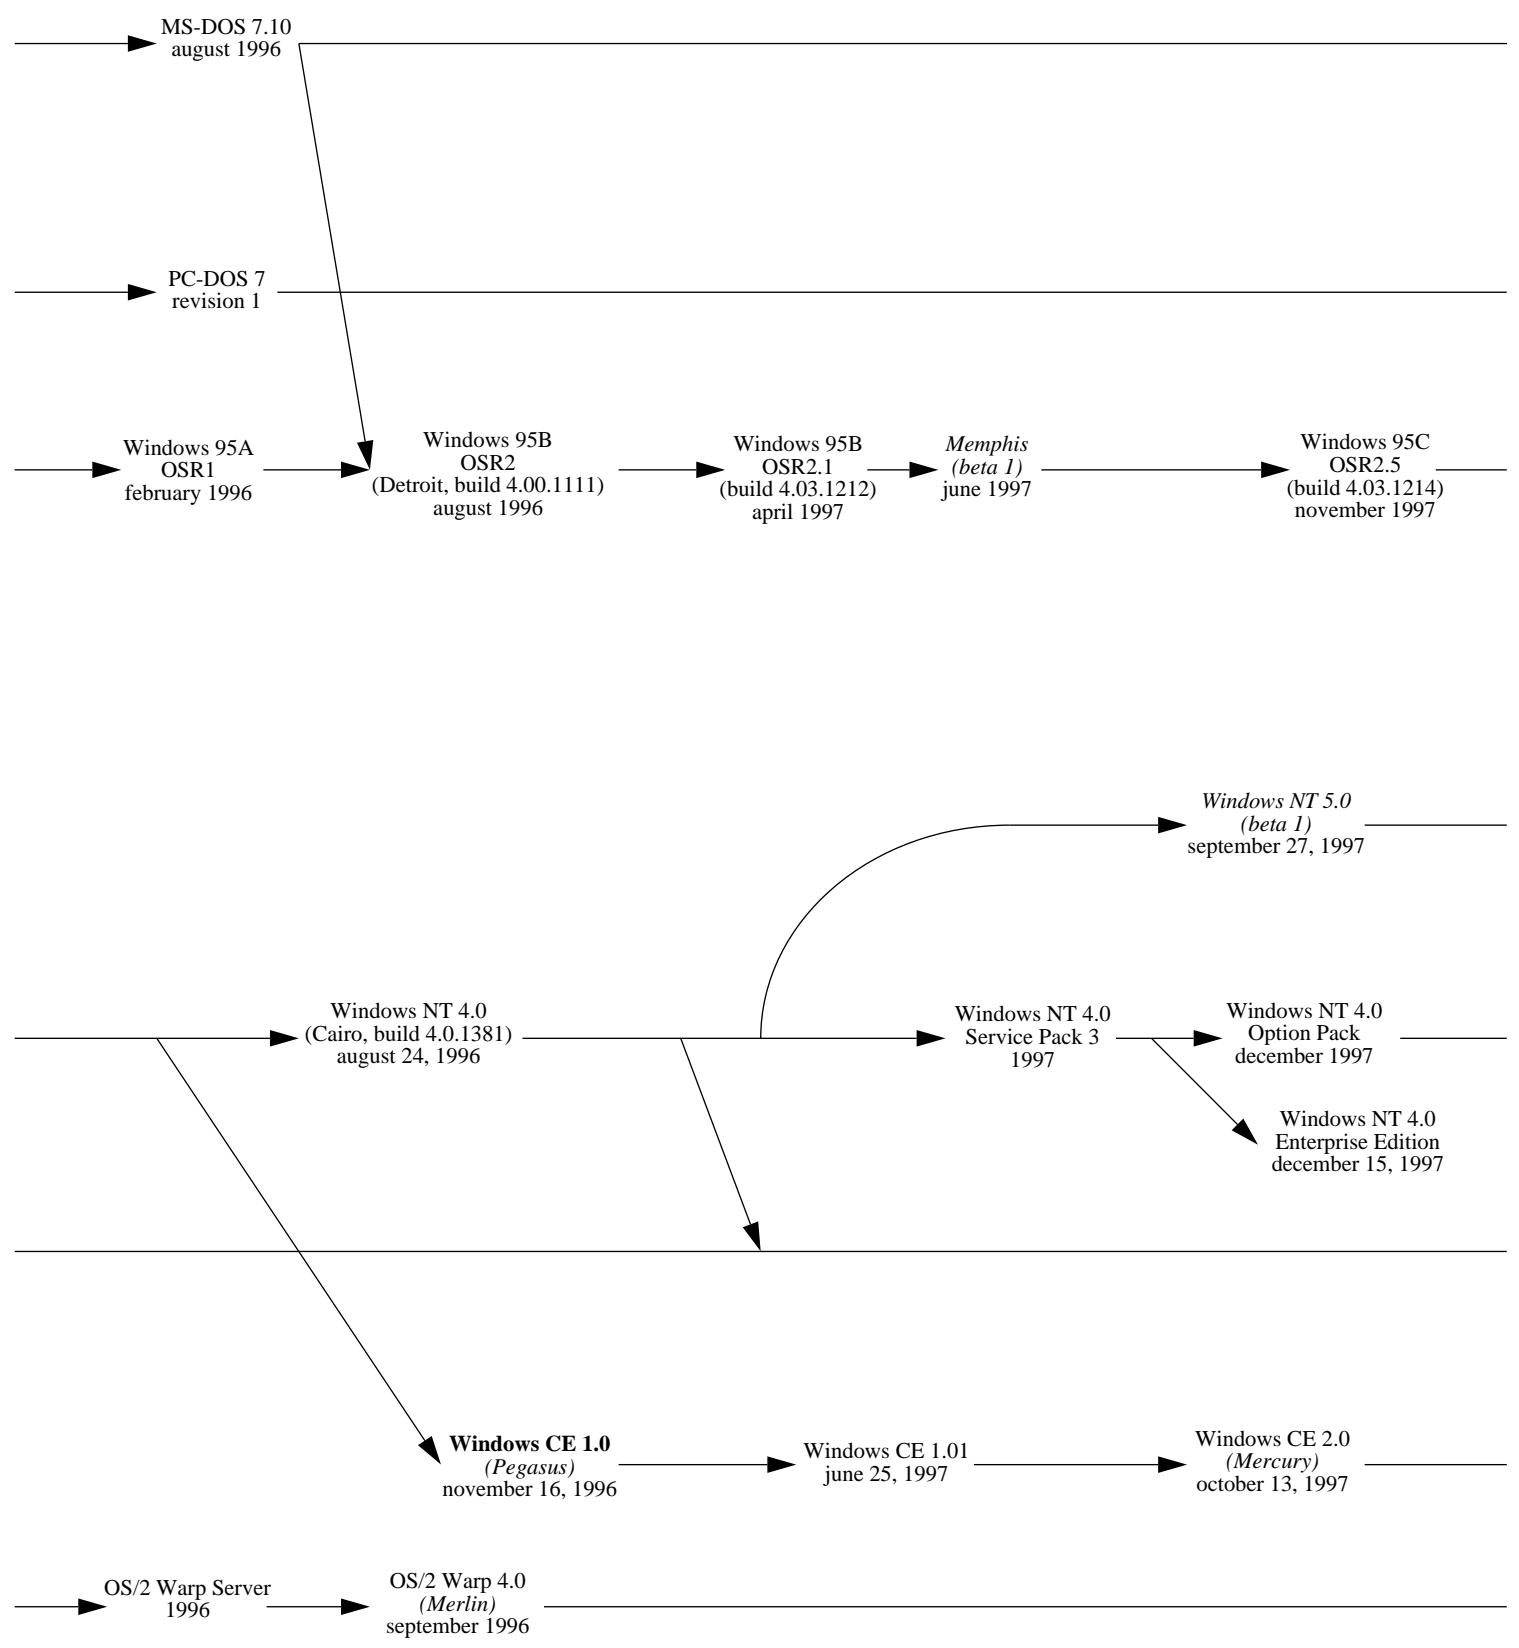 MS-DOS 7.10
august 1996
PC-DOS 7
revision 1
Windows 95A
OSR1
february 1996
Windows 95B
OSR2
(Detroit, build 4.00.1111)
august 1996
Windows 95B
OSR2.1
(build 4.03.1212)
april 1997
Memphis
(beta 1)
june 1997
Windows 95C
OSR2.5
(build 4.03.1214)
november 1997
Windows NT 5.0
(beta 1)
september 27, 1997
Windows NT 4.0
(Cairo, build 4.0.1381)
august 24, 1996
Windows NT 4.0
Service Pack 3
1997
Windows NT 4.0
Option Pack
december 1997
Windows NT 4.0
Enterprise Edition
december 15, 1997
Windows CE 1.0
(Pegasus)
november 16, 1996
Windows CE 1.01
june 25, 1997
Windows CE 2.0
(Mercury)
october 13, 1997
OS/2 Warp Server
1996
OS/2 Warp 4.0
(Merlin)
september 1996